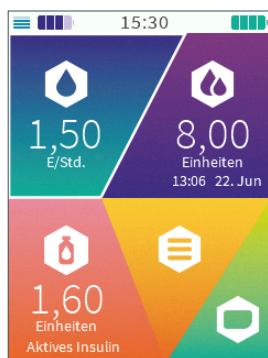 15:30
1,50
E/Std.
8,00
Einheiten
13:06 22. Jun
1,60
Einheiten
Aktives Insulin